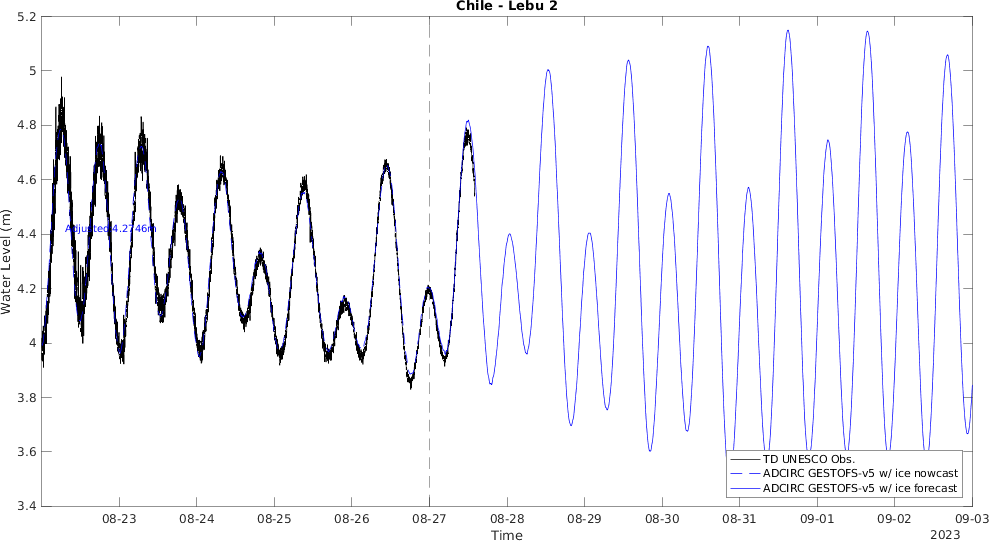 Chile - Lebu 2
5.2
5
4.8
4.6
4.4
4.2
4
3.8
3.6
3.4
Water Level (m)
Adjusted 4.2746m
TD UNESCO Obs.
ADCIRC GESTOFS-v5 w/ ice nowcast
ADCIRC GESTOFS-v5 w/ ice forecast
08-23 08-24 08-25 08-26 08-27 08-28 08-29 08-30 08-31 09-01 09-02 09-03
Time
2023